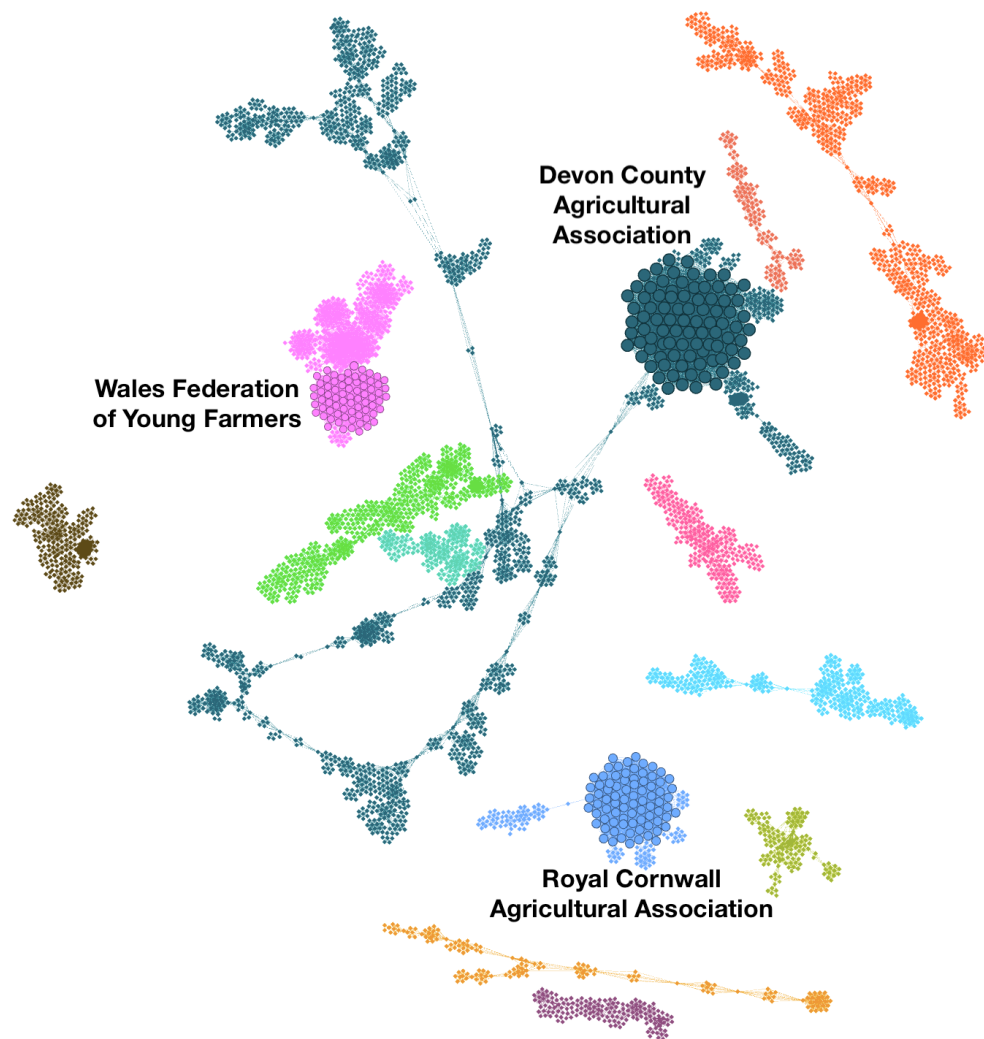 Devon County
Agricultural
Association
Wales Federation
of Young Farmers
Royal Cornwall
Agricultural Association